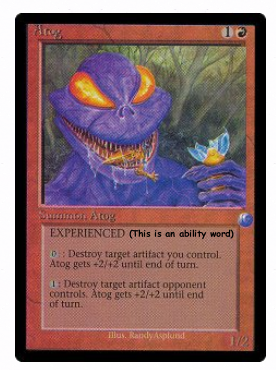 Atog 1
Summon Atog
EXPERIENCED (This is an ability word)
0 : Destroy target artifact you control.
Atog gets +2/+2 until end of turn.
1 : Destroy target artifact opponent
controls. Atog gets +2/+2 until end of
turn.
Illus. RandyAsplund
1/2